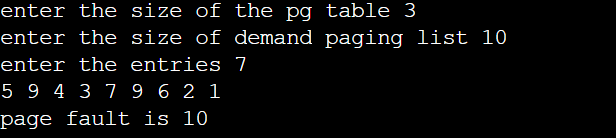 enter the size of the pg table 3
enter the size of demand paging list 10
enter the entries 7
5 9 4 3 7 9 6 2 1
page fault is 10